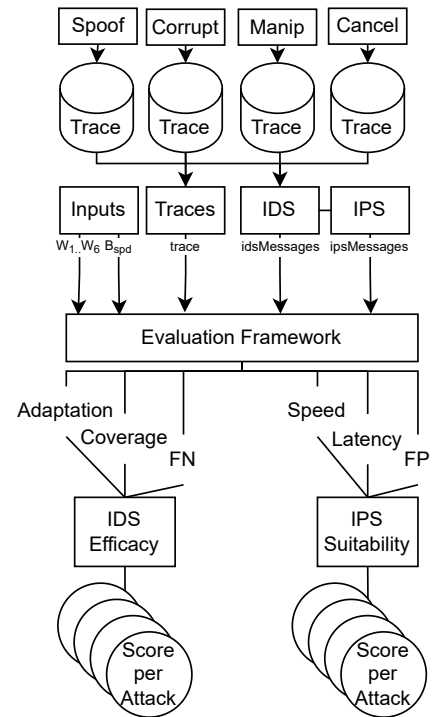 Spoof Corrupt Manip Cancel
Trace Trace Trace Trace
Inputs Traces IDS IPS
W1..W6 Bspd trace idsMessages ipsMessages
Evaluation Framework
Adaptation Speed
Coverage Latency
FN FP
IDS IPS
Efficacy Suitability
Score Score
per per
Attack Attack